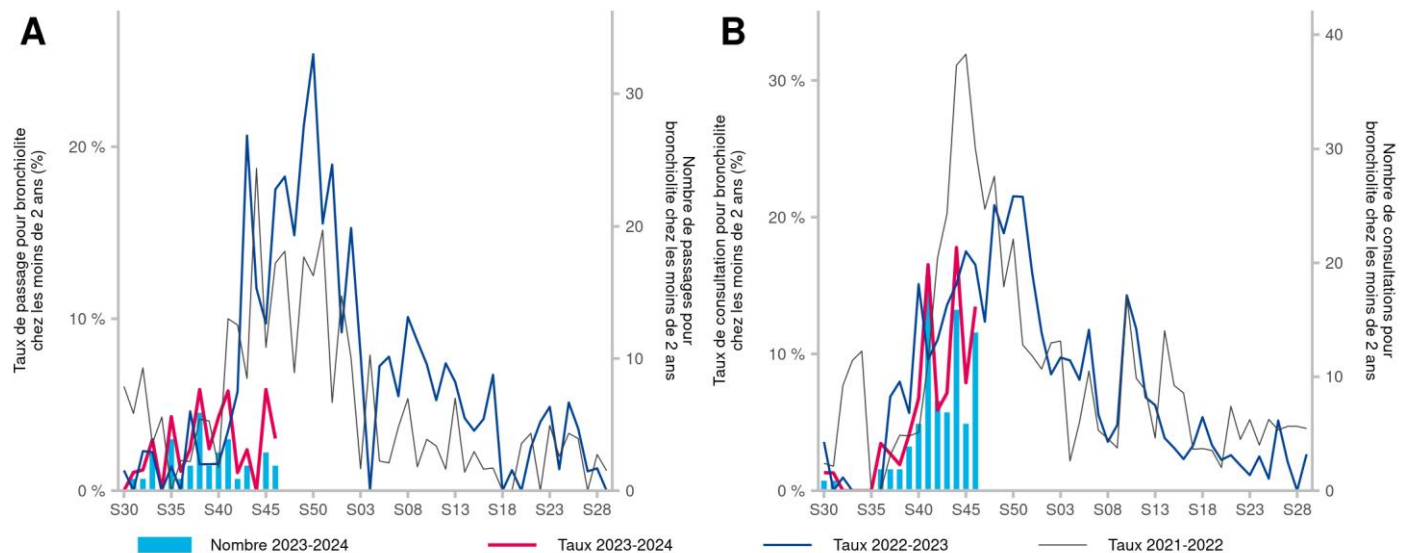 A
Taux de passage pour bronchiolite
chez les moins de 2 ans (%)
20 %
10 %
0 %
30
20
10
0
Nombre de passages pour
bronchiolite chez les moins de 2 ans
S30 S35 S40 S45 S50 S03 S08 S13 S18 S23 S28
B
Taux de consultation pour bronchiolite
chez les moins de 2 ans (%)
30 %
20 %
10 %
0 %
40
30
20
10
0
Nombre de consultations pour
bronchiolite chez les moins de 2 ans
S30 S35 S40 S45 S50 S03 S08 S13 S18 S23 S28
Nombre 2023-2024 Taux 2023-2024 Taux 2022-2023 Taux 2021-2022